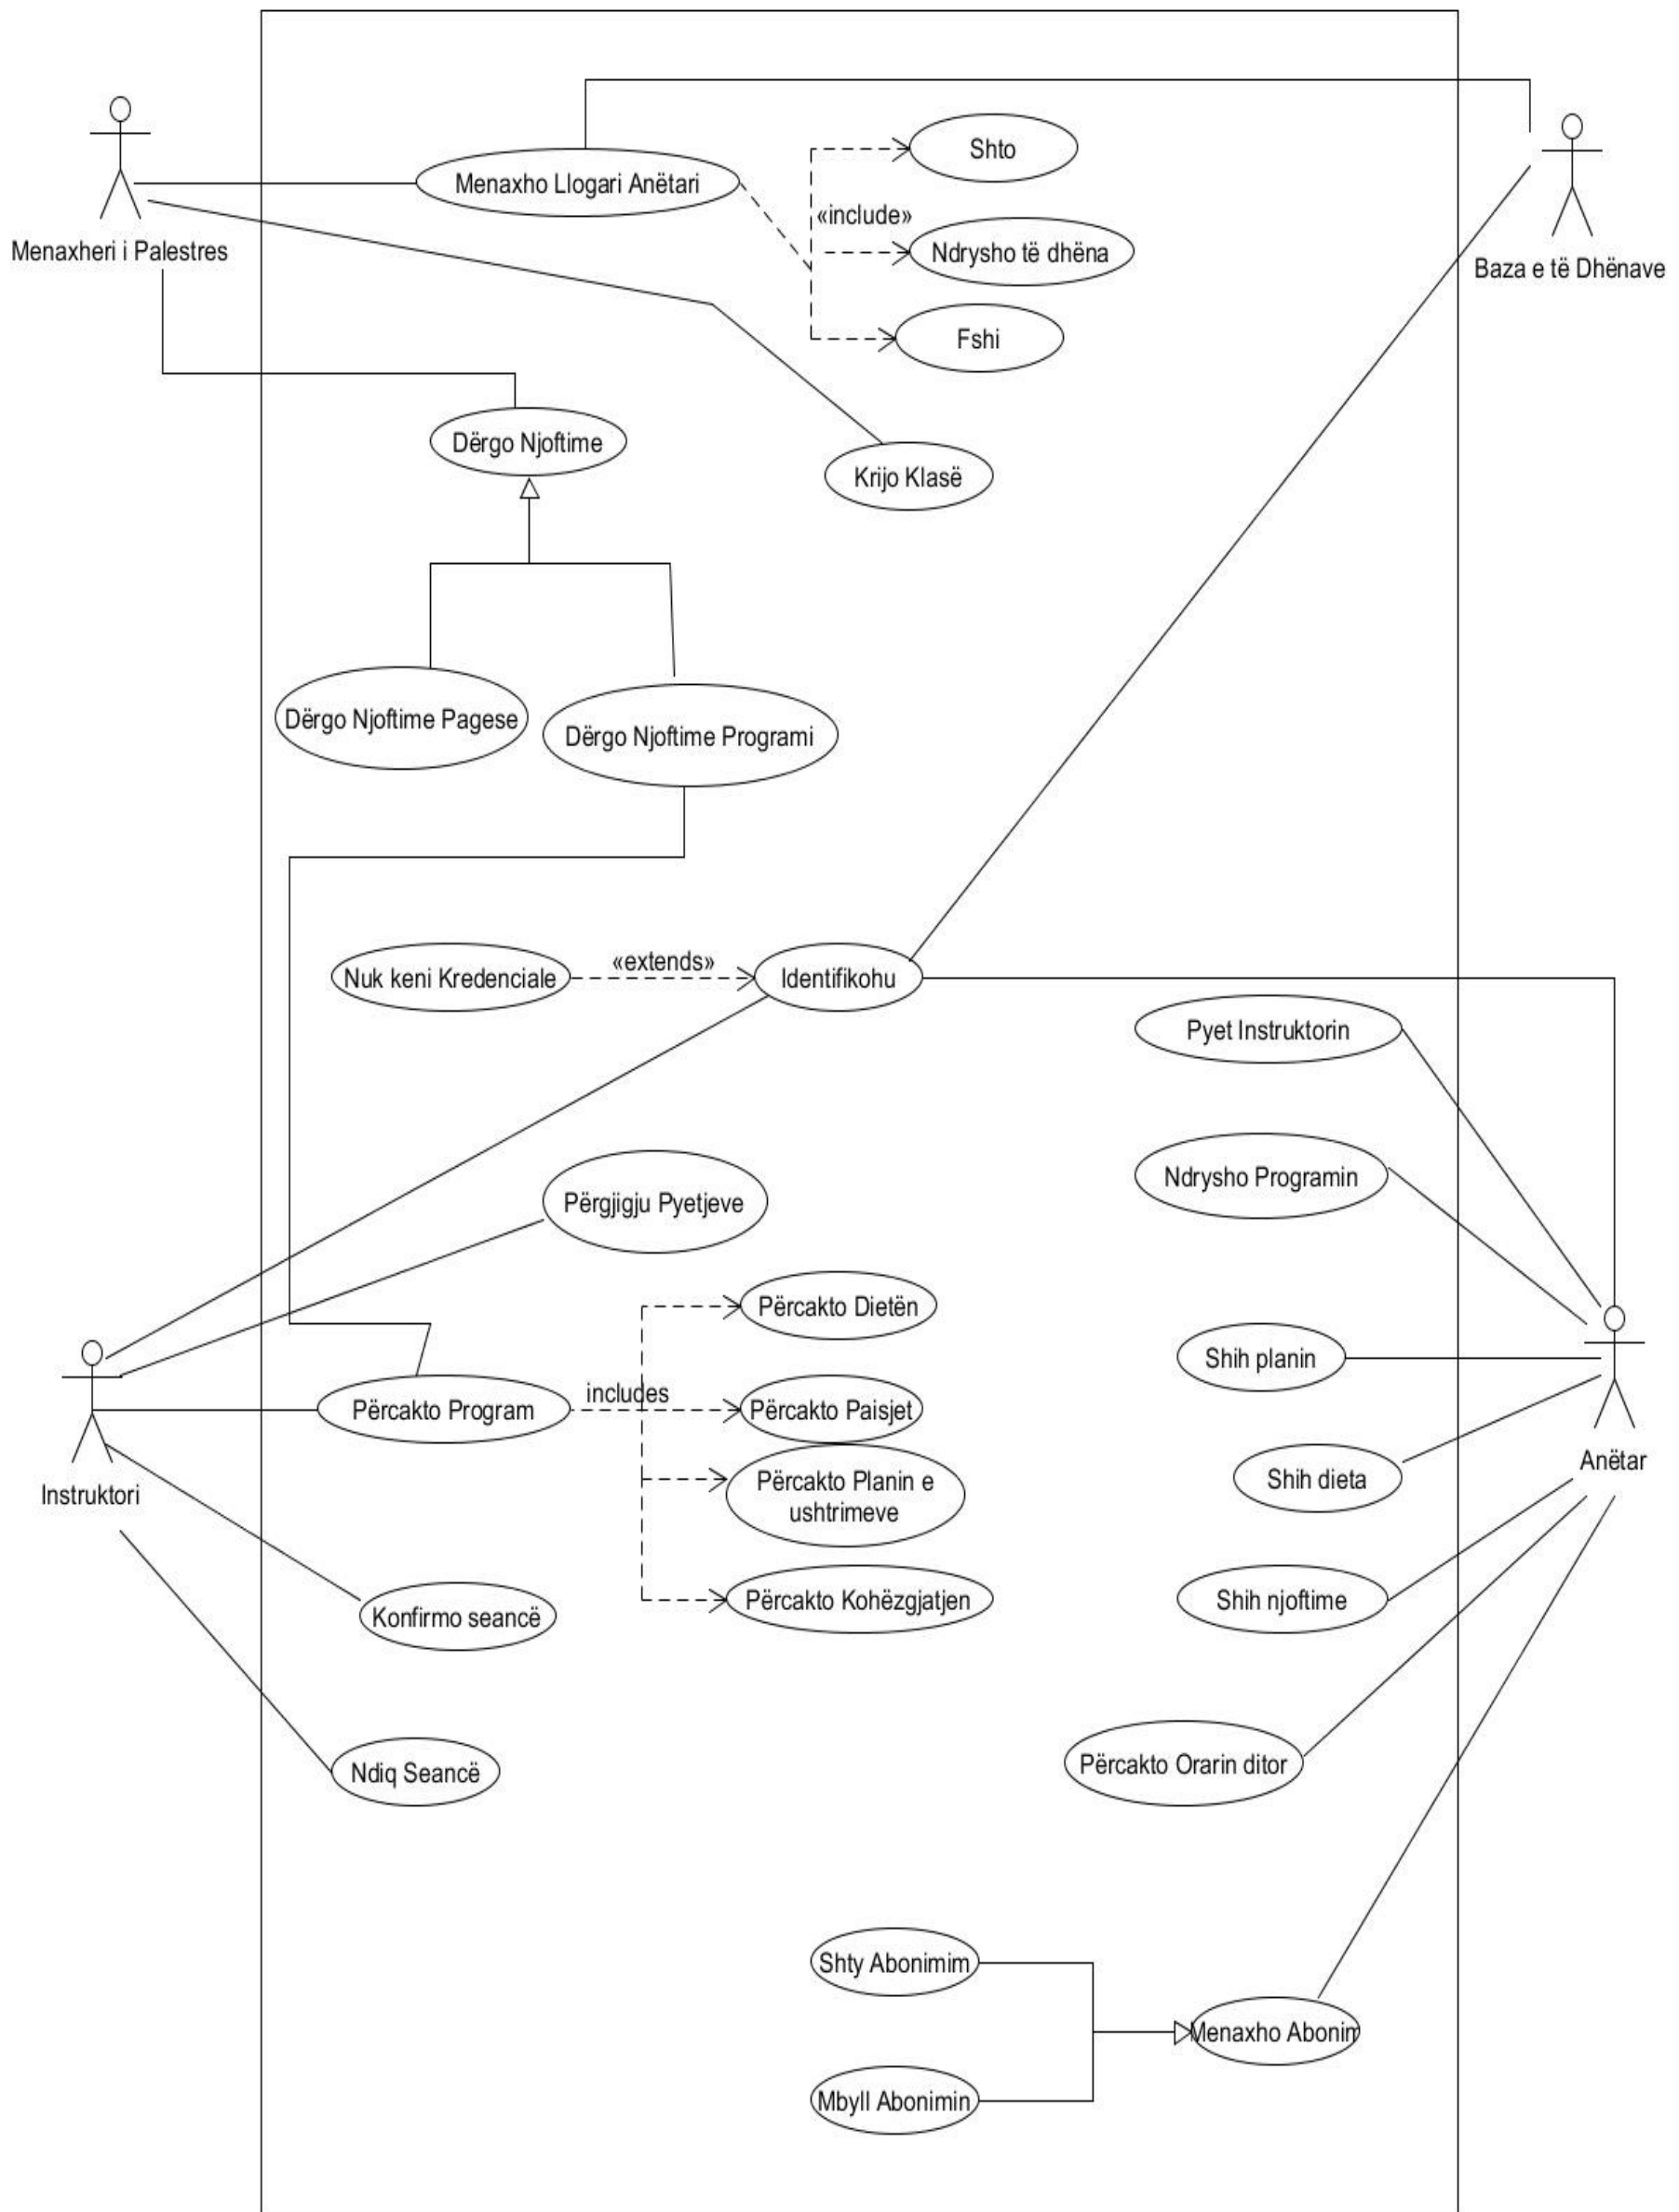 Shto
Menaxho Llogari Anëtari
«include»
Menaxheri i Palestres
Ndrysho të dhëna
Baza e të Dhënave
Fshi
Dërgo Njoftime
Krijo Klasë
Dërgo Njoftime Pagese
Dërgo Njoftime Programi
Nuk keni Kredenciale
«extends»
Identifikohu
Pyet Instruktorin
Ndrysho Programin
Përgjigju Pyetjeve
Përcakto Dietën
Shih planin
Përcakto Program
includes
Përcakto Paisjet
Anëtar
Shih dieta
Instruktori
Përcakto Planin e
ushtrimeve
Përcakto Kohëzgjatjen
Shih njoftime
Konfirmo seancë
Përcakto Orarin ditor
Ndiq Seancë
Shty Abonimim
Menaxho Abonim
Mbyll Abonimin